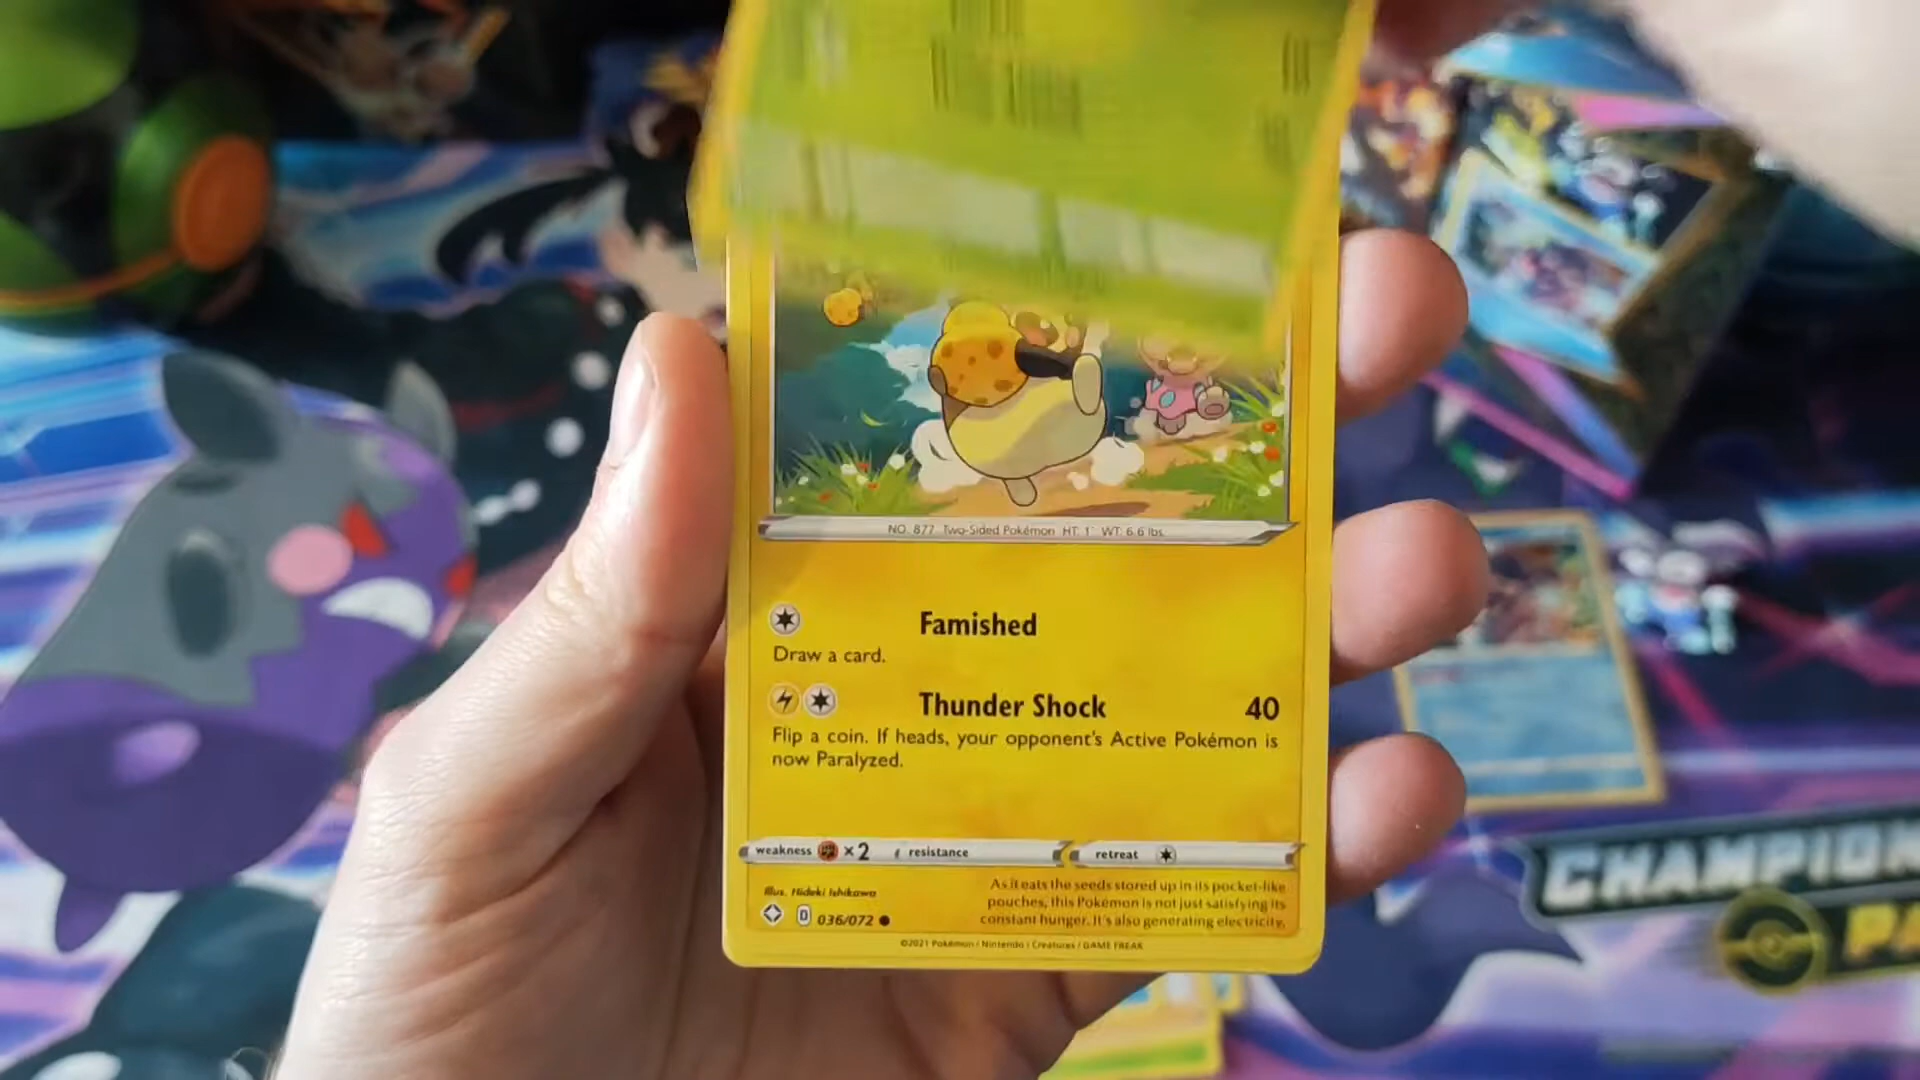 NO. 877 Two-Sided Pokémon HT: 1' WT: 6.6 lbs.
Famished
Draw a card.
Thunder Shock 40
Flip a coin. If heads, your opponent's Active Pokémon is
now Paralyzed.
weakness ×2 resistance retreat
Illus. Hideki Ishikawa
D 036/072
As it eats the seeds stored up in its pocket-like
pouches, this Pokémon is not just satisfying its
constant hunger. It's also generating electricity.
©2021 Pokémon / Nintendo / Creatures / GAME FREAK
CHAMPION
PA